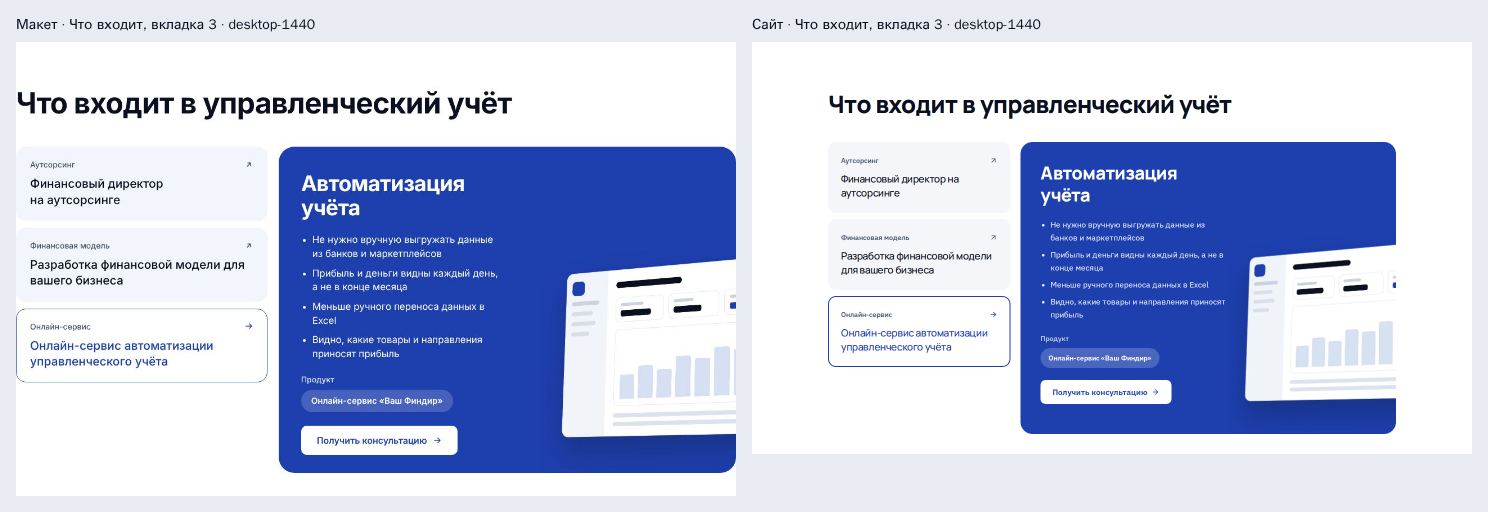 Макет · Что входит, вкладка 3 · desktop-1440
Что входит в управленческий учёт
Аутсорсинг
Финансовый директор
на аутсорсинге
Финансовая модель
Разработка финансовой модели для
вашего бизнеса
Онлайн-сервис
Онлайн-сервис автоматизации
управленческого учёта
Автоматизация
учёта
• Не нужно вручную выгружать данные
из банков и маркетплейсов
• Прибыль и деньги видны каждый день,
а не в конце месяца
• Меньше ручного переноса данных в
Excel
• Видно, какие товары и направления
приносят прибыль
Продукт
Онлайн-сервис «Ваш Финдир»
Получить консультацию →
Сайт · Что входит, вкладка 3 · desktop-1440
Что входит в управленческий учёт
Аутсорсинг
Финансовый директор на
аутсорсинге
Финансовая модель
Разработка финансовой модели
для вашего бизнеса
Онлайн-сервис
Онлайн-сервис автоматизации
управленческого учёта
Автоматизация
учёта
• Не нужно вручную выгружать данные из
банков и маркетплейсов
• Прибыль и деньги видны каждый день, а не в
конце месяца
• Меньше ручного переноса данных в Excel
• Видно, какие товары и направления приносят
прибыль
Продукт
Онлайн-сервис «Ваш Финдир»
Получить консультацию →